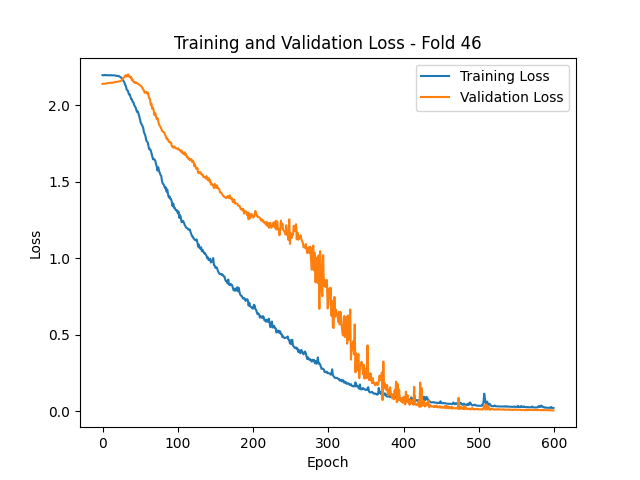 Training and Validation Loss - Fold 46
Training Loss
Validation Loss
2.0
1.5
1.0
0.5
0.0
Loss
0 100 200 300 400 500 600
Epoch